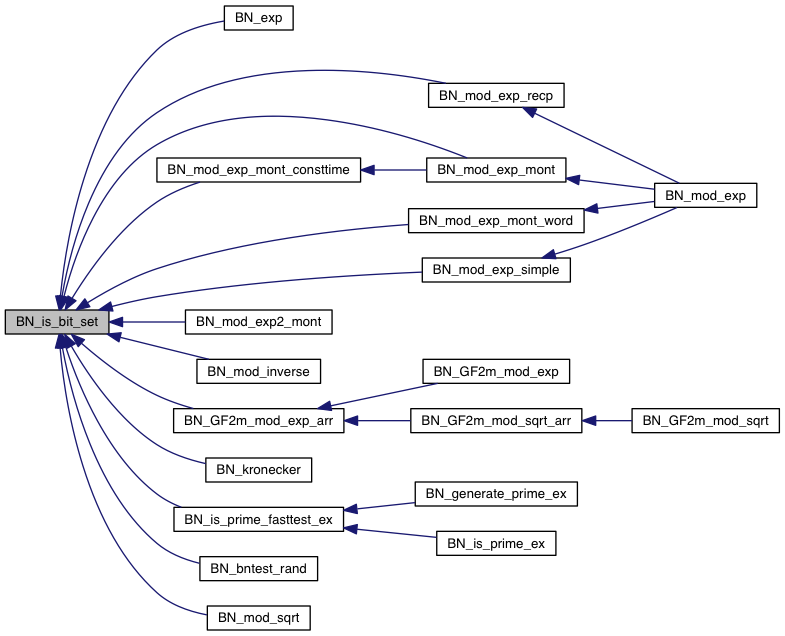 BN_exp
BN_mod_exp_recp
BN_mod_exp_mont_consttime
BN_mod_exp_mont
BN_mod_exp
BN_mod_exp_mont_word
BN_mod_exp_simple
BN_is_bit_set
BN_mod_exp2_mont
BN_mod_inverse
BN_GF2m_mod_exp
BN_GF2m_mod_exp_arr
BN_GF2m_mod_sqrt_arr
BN_GF2m_mod_sqrt
BN_kronecker
BN_generate_prime_ex
BN_is_prime_fasttest_ex
BN_is_prime_ex
BN_bntest_rand
BN_mod_sqrt